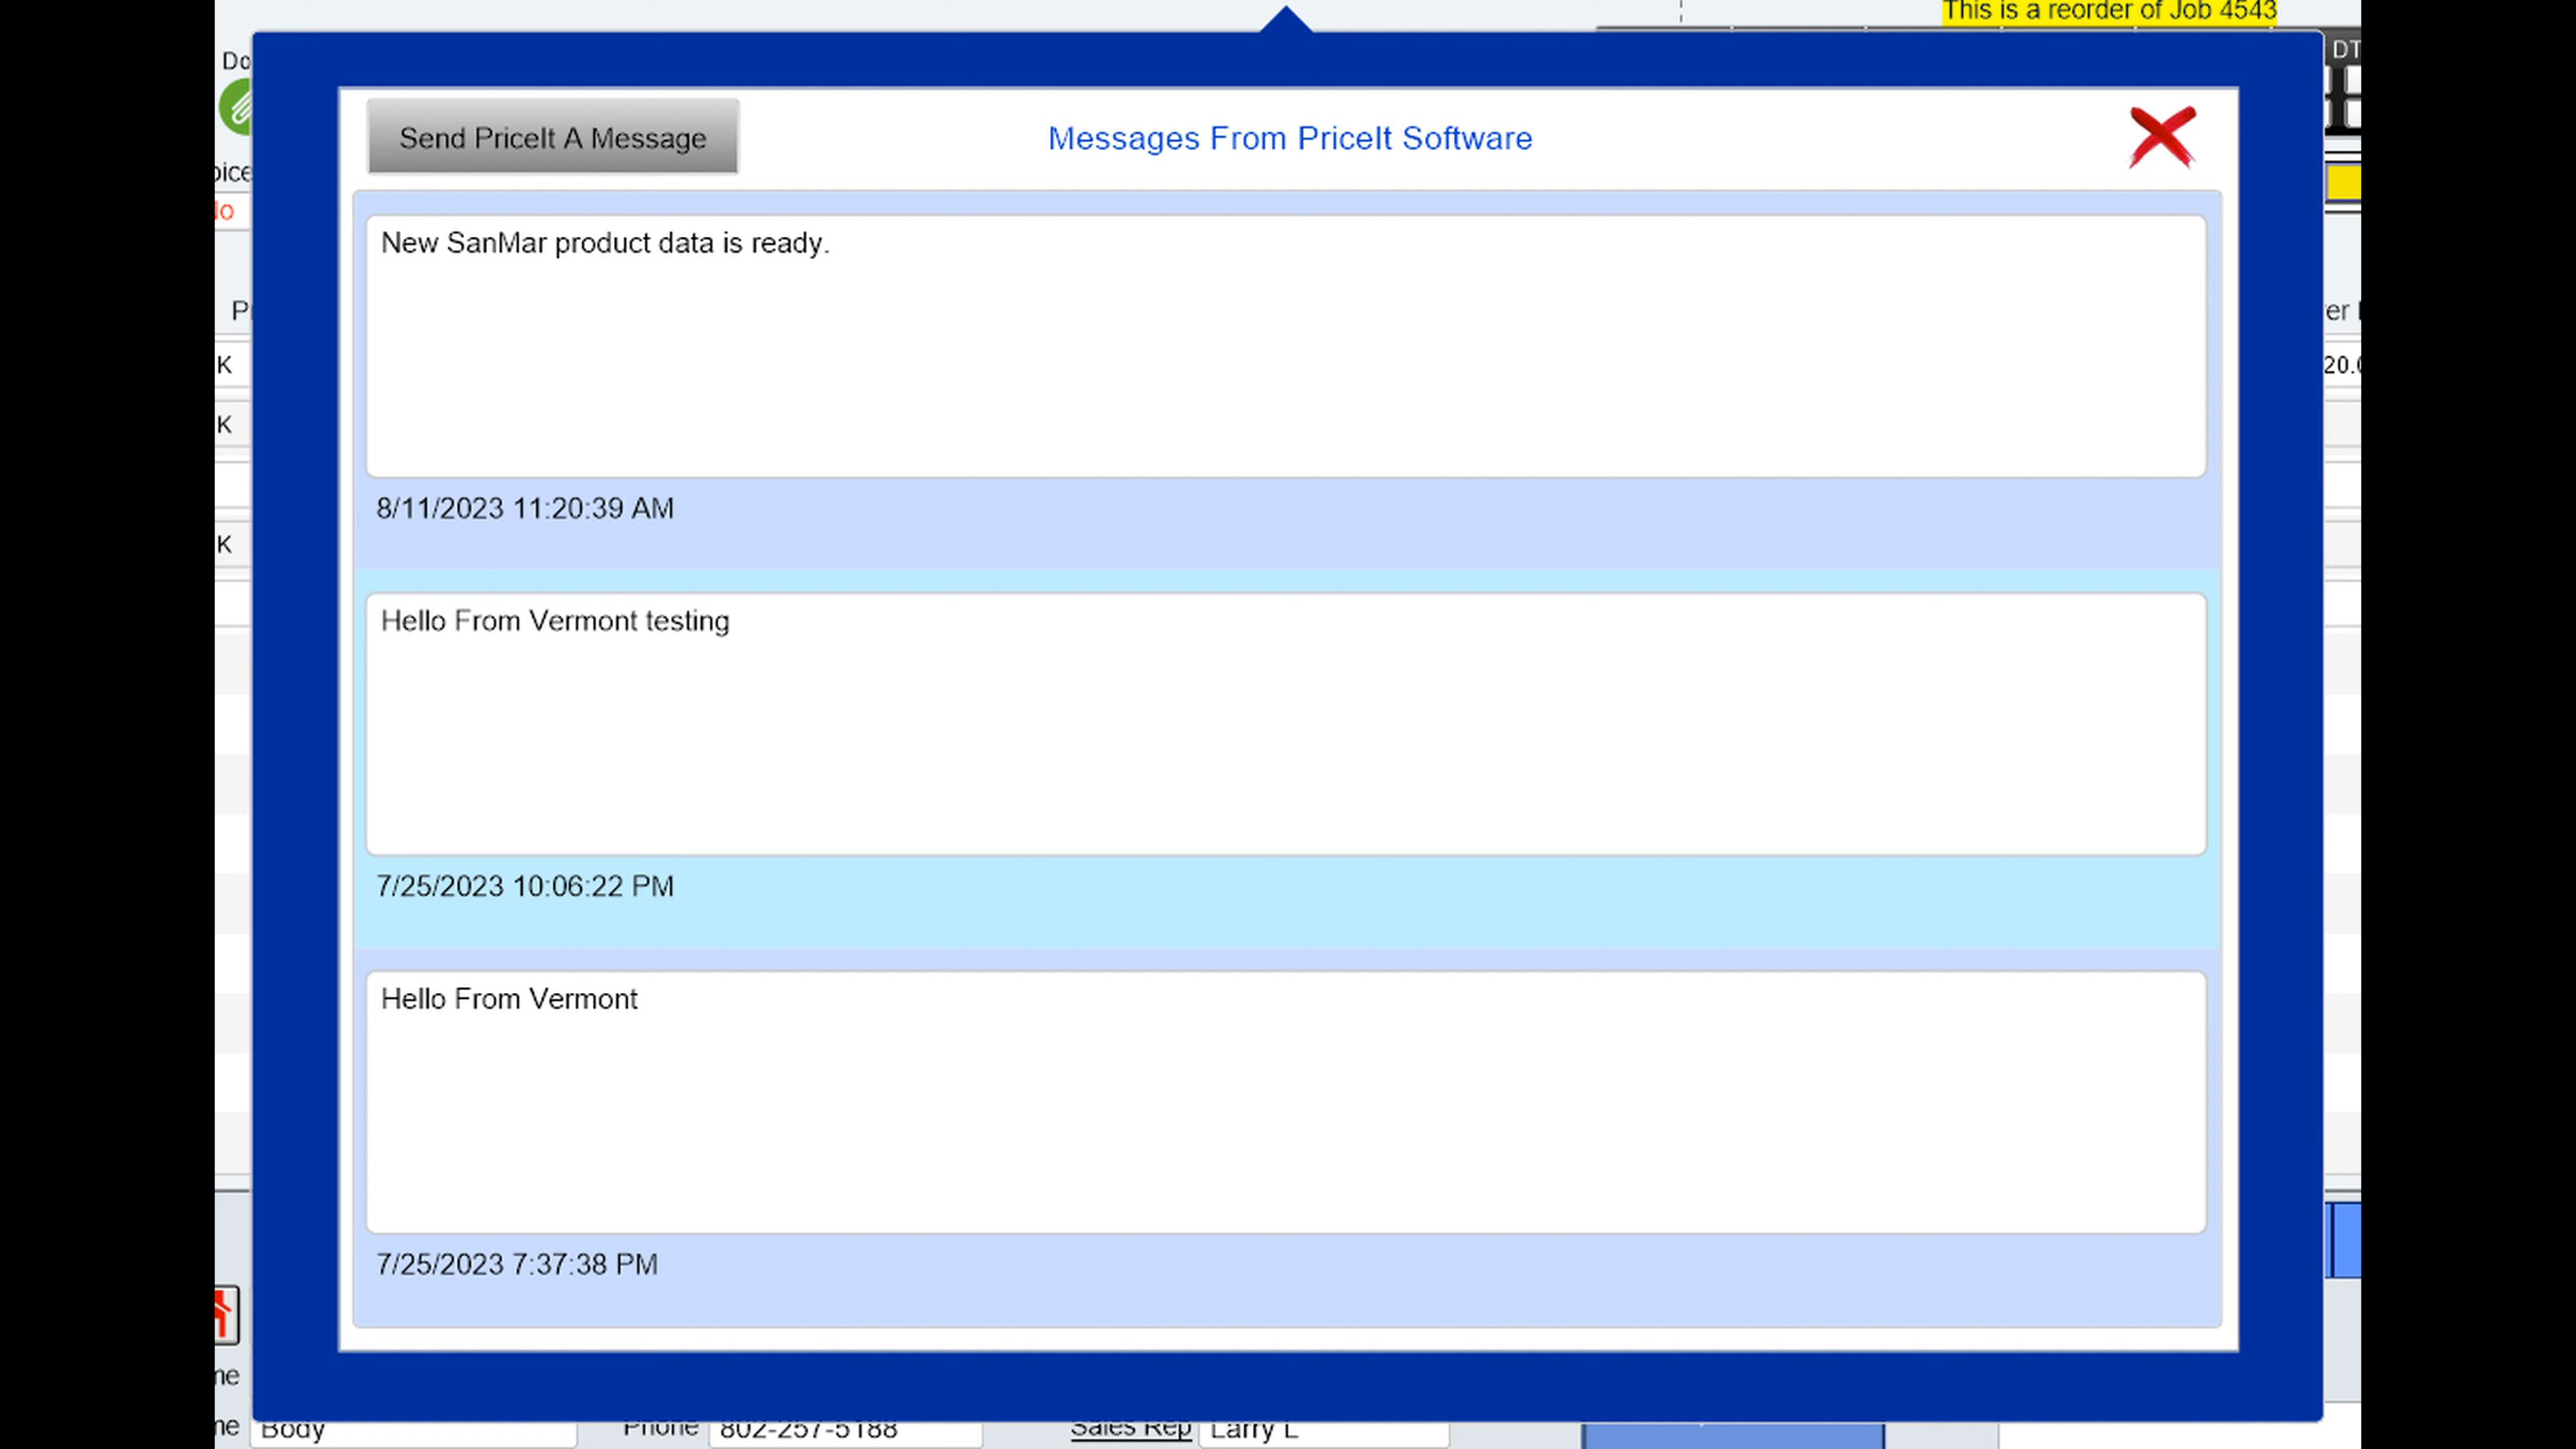 This is a reorder of Job 4543
DT
Send PriceIt A Message
Messages From PriceIt Software
New SanMar product data is ready.
K
K
8/11/2023 11:20:39 AM
K
Hello From Vermont testing
7/25/2023 10:06:22 PM
Hello From Vermont
7/25/2023 7:37:38 PM
Body
Phone
802-257-5188
Sales Rep
Larry L